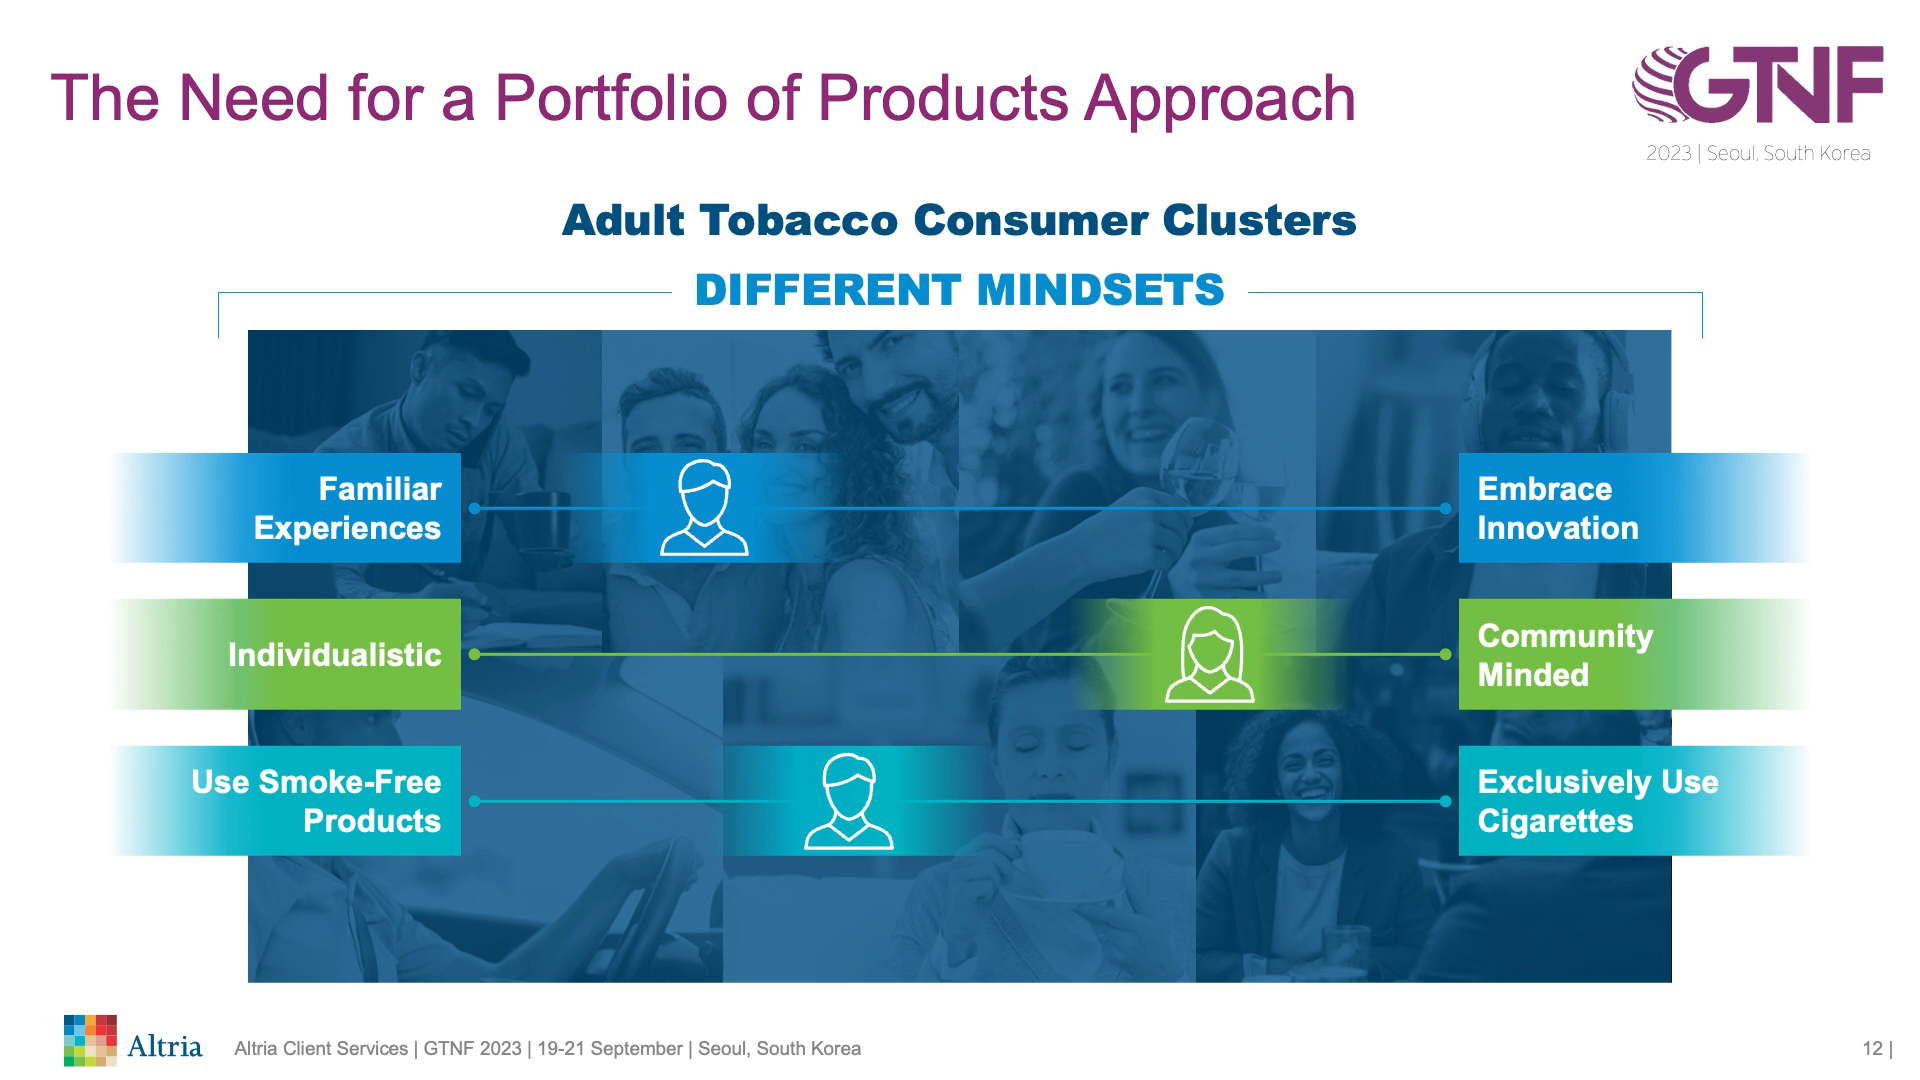 The Need for a Portfolio of Products Approach
GTNF
2023 | Seoul, South Korea
Adult Tobacco Consumer Clusters
DIFFERENT MINDSETS
Familiar
Experiences
Embrace
Innovation
Individualistic
Community
Minded
Use Smoke-Free
Products
Exclusively Use
Cigarettes
Altria
Altria Client Services | GTNF 2023 | 19-21 September | Seoul, South Korea
12 |